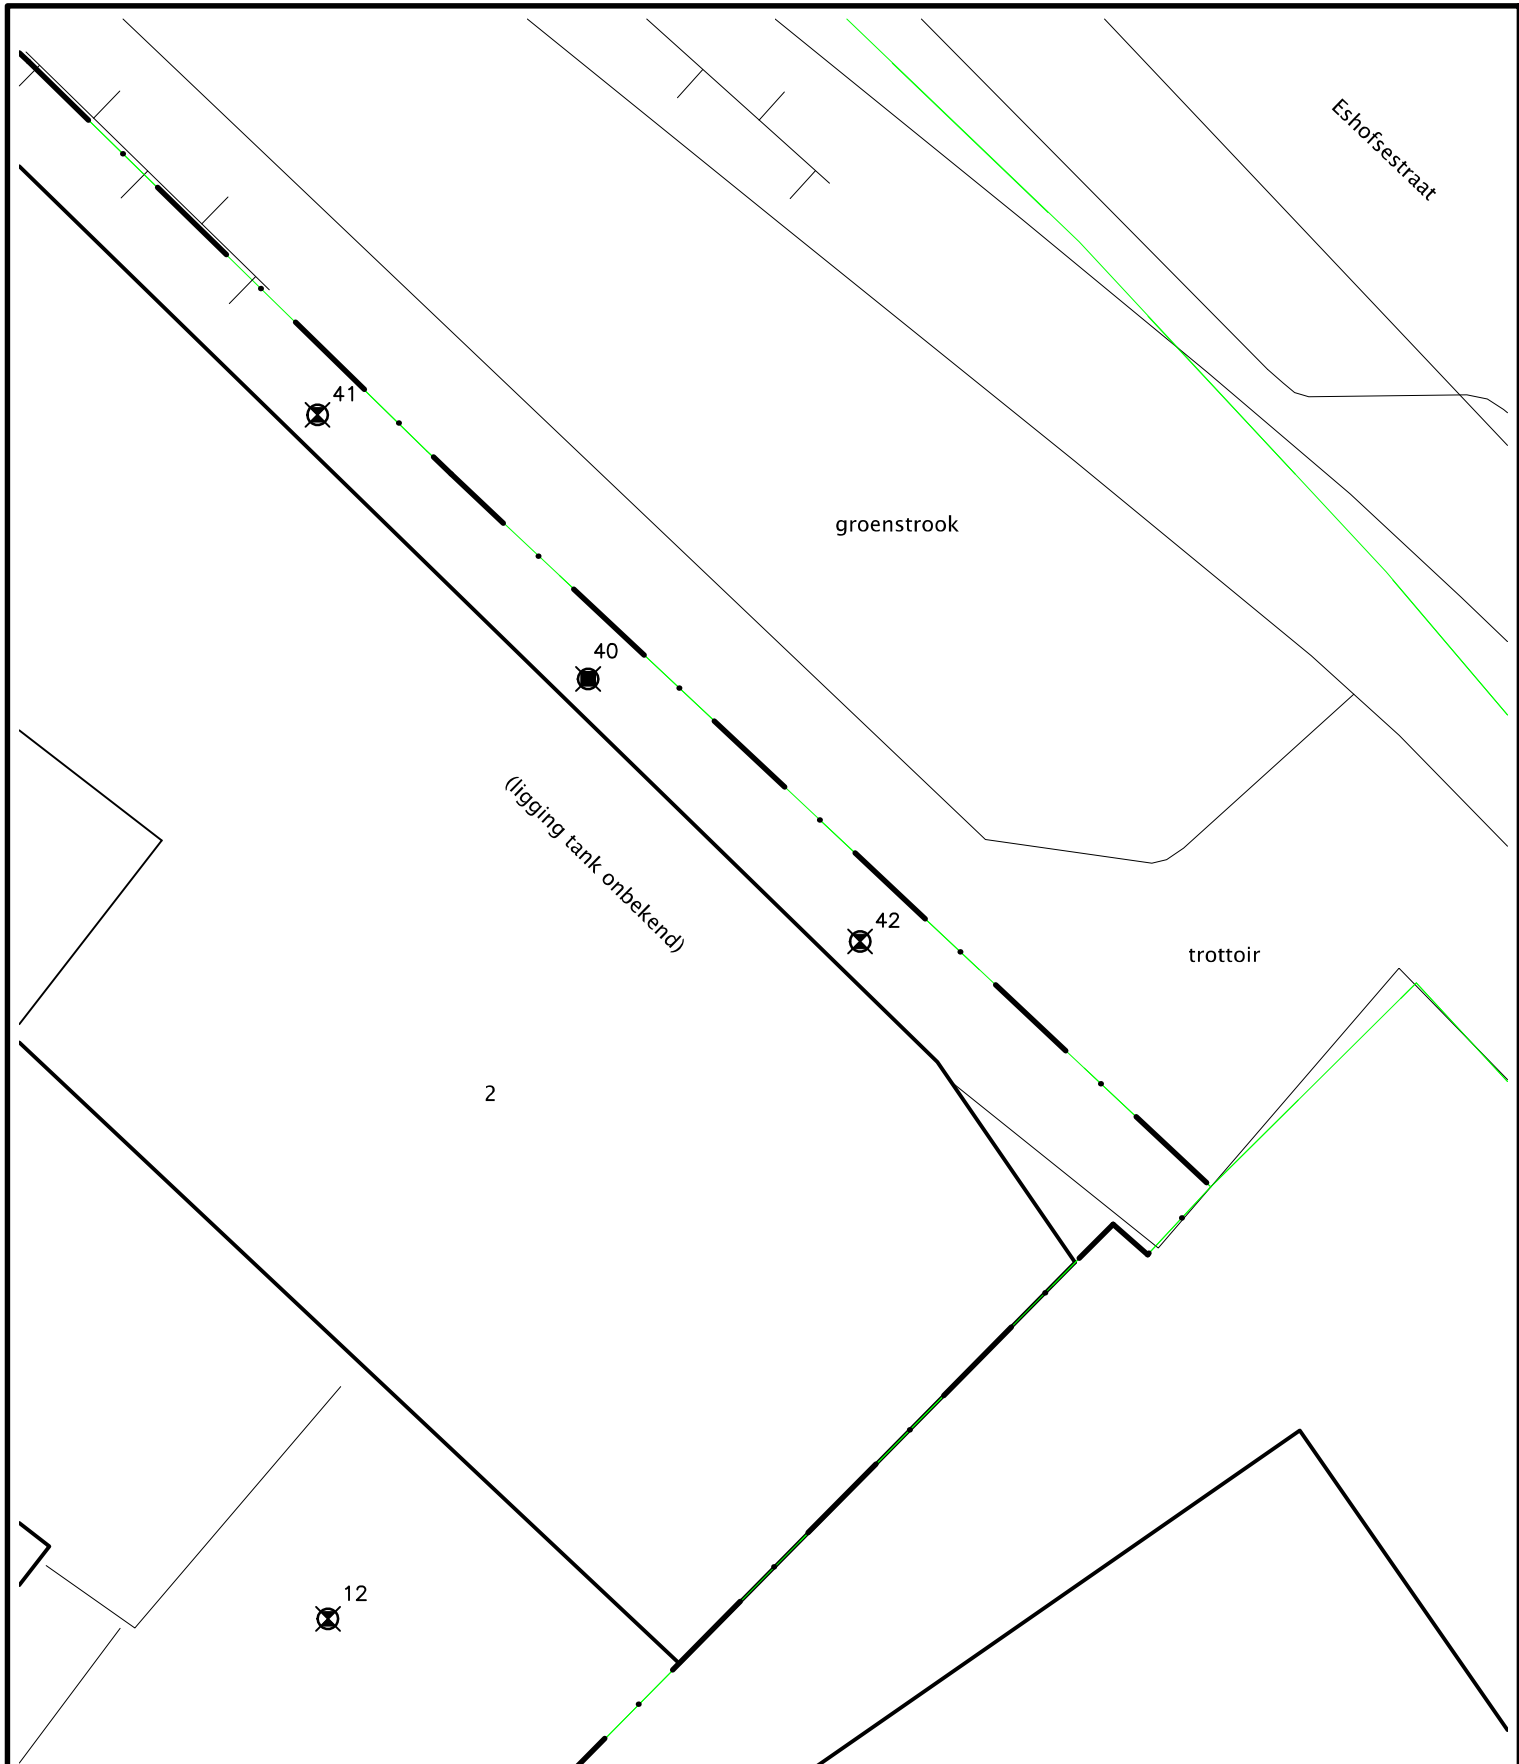 Eshofsestraat
41
groenstrook
40
(ligging tank onbekend)
42
trottoir
2
12